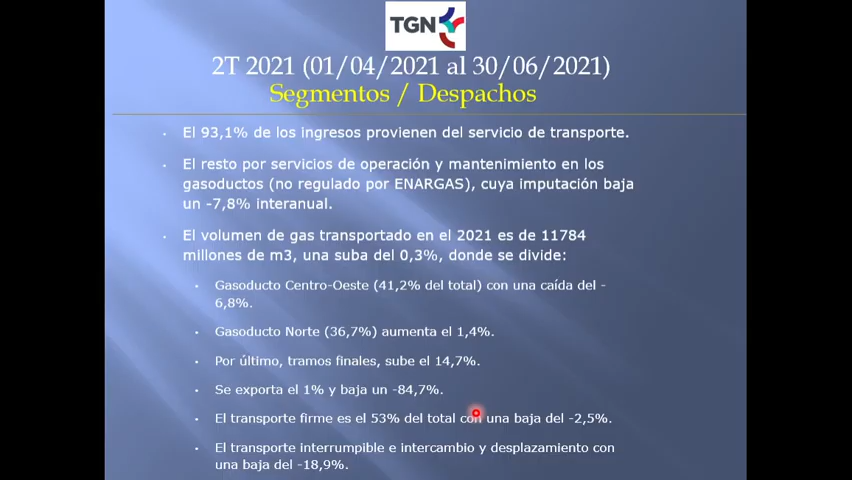 TGN
2T 2021 (01/04/2021 al 30/06/2021)
Segmentos / Despachos
El 93,1% de los ingresos provienen del servicio de transporte.
El resto por servicios de operación y mantenimiento en los
gasoductos (no regulado por ENARGAS), cuya imputación baja
un -7,8% interanual.
El volumen de gas transportado en el 2021 es de 11784
millones de m3, una suba del 0,3%, donde se divide:
Gasoducto Centro-Oeste (41,2% del total) con una caída del -
6,8%.
Gasoducto Norte (36,7%) aumenta el 1,4%.
Por último, tramos finales, sube el 14,7%.
Se exporta el 1% y baja un -84,7%.
El transporte firme es el 53% del total con una baja del -2,5%.
El transporte interrumpible e intercambio y desplazamiento con
una baja del -18,9%.